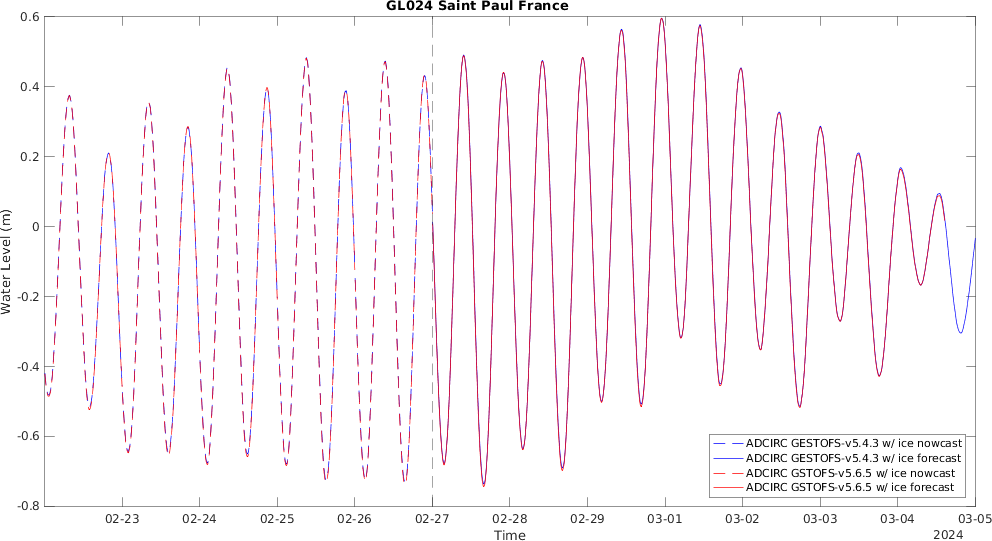 GL024 Saint Paul France
0.6
0.4
0.2
0
-0.2
-0.4
-0.6
-0.8
Water Level (m)
ADCIRC GESTOFS-v5.4.3 w/ ice nowcast
ADCIRC GESTOFS-v5.4.3 w/ ice forecast
ADCIRC GSTOFS-v5.6.5 w/ ice nowcast
ADCIRC GSTOFS-v5.6.5 w/ ice forecast
02-23 02-24 02-25 02-26 02-27 02-28 02-29 03-01 03-02 03-03 03-04 03-05
Time
2024